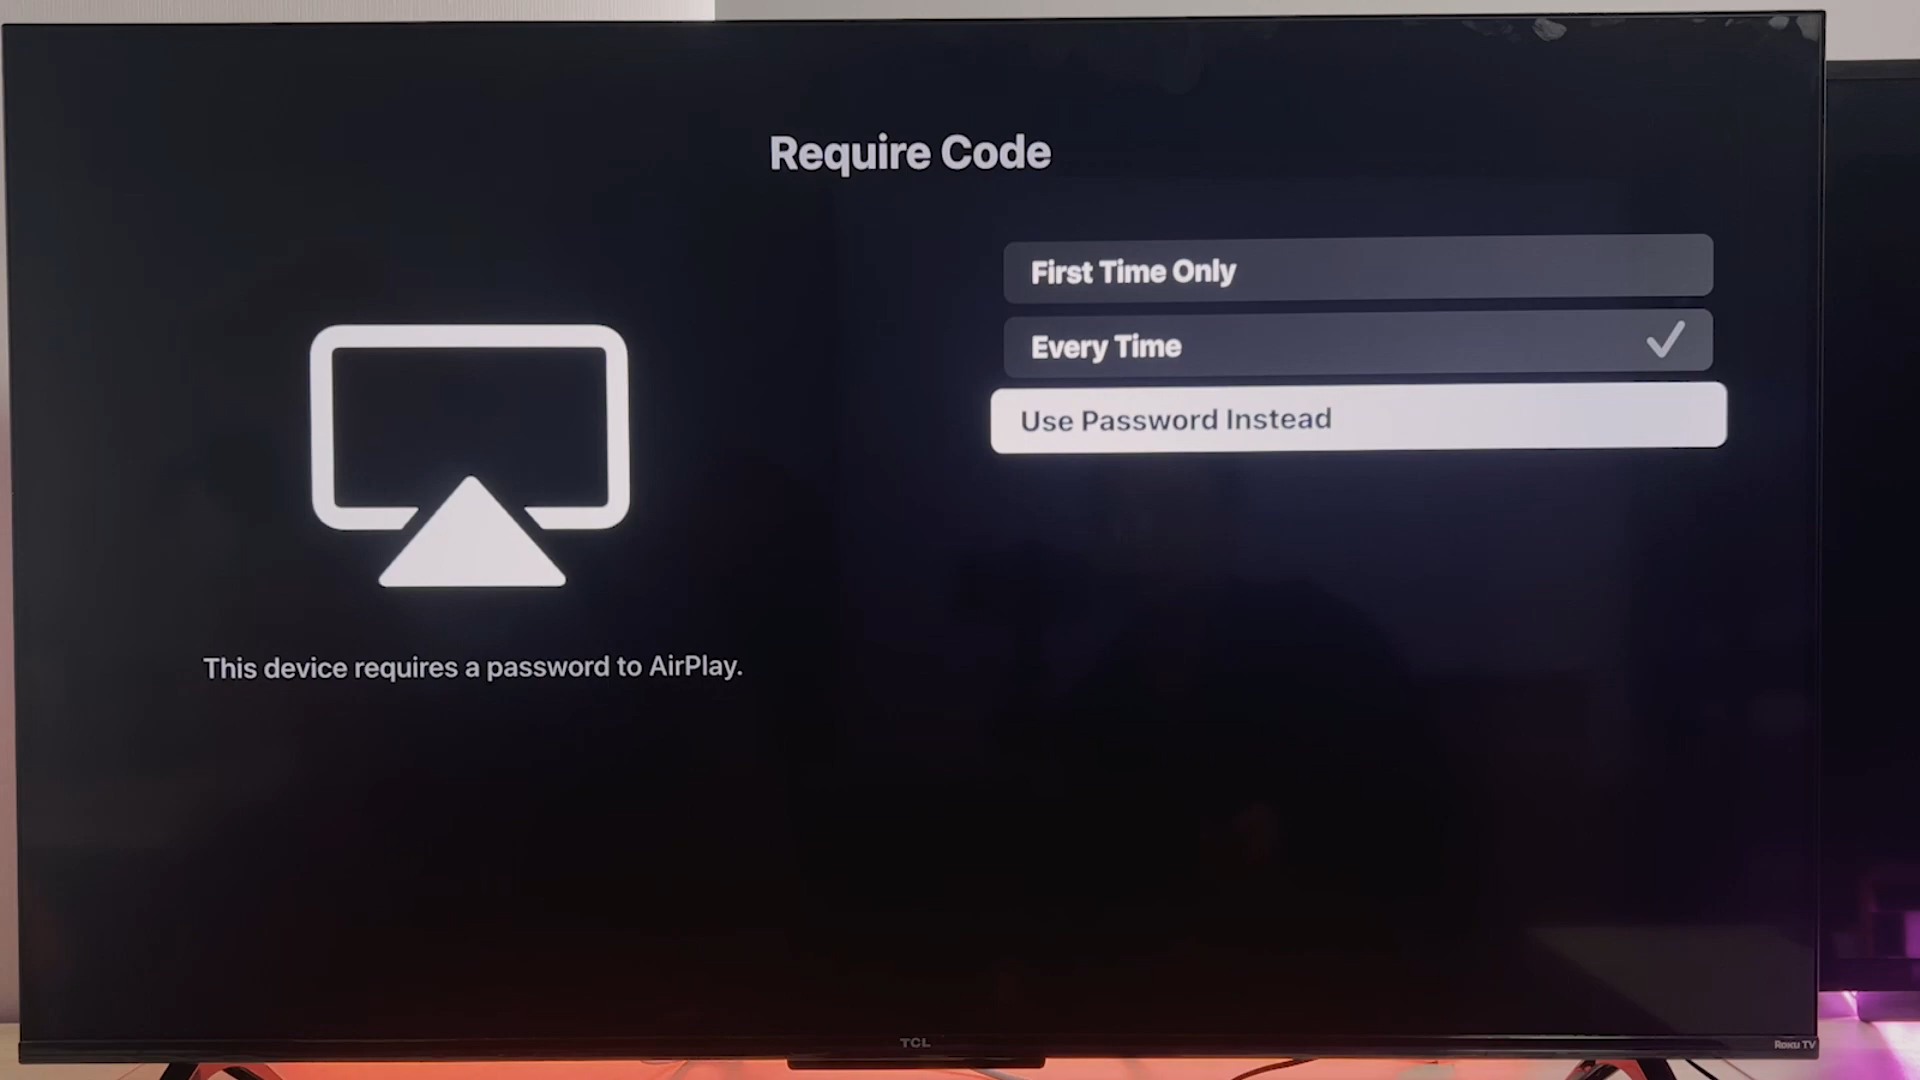 Require Code
First Time Only
Every Time
Use Password Instead
This device requires a password to AirPlay.
TCL
Roku TV